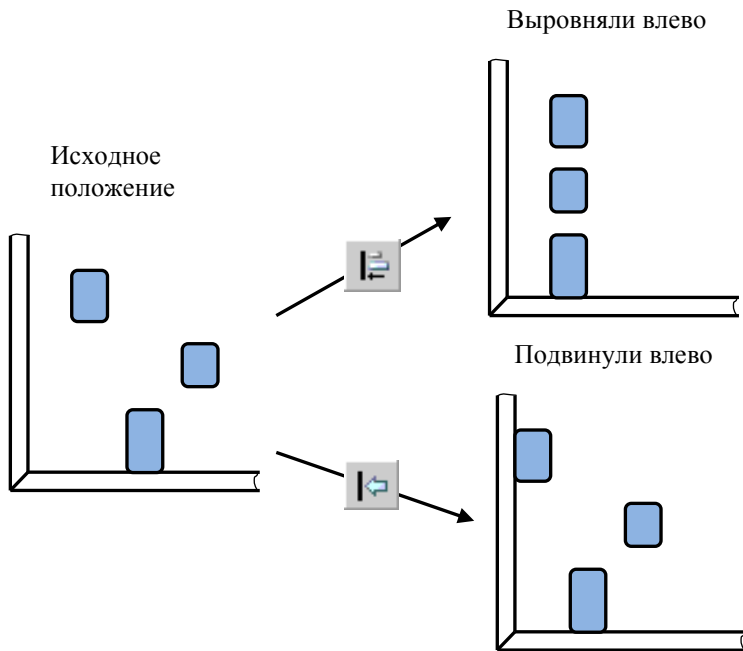 Выровняли влево
Исходное
положение
Подвинули влево